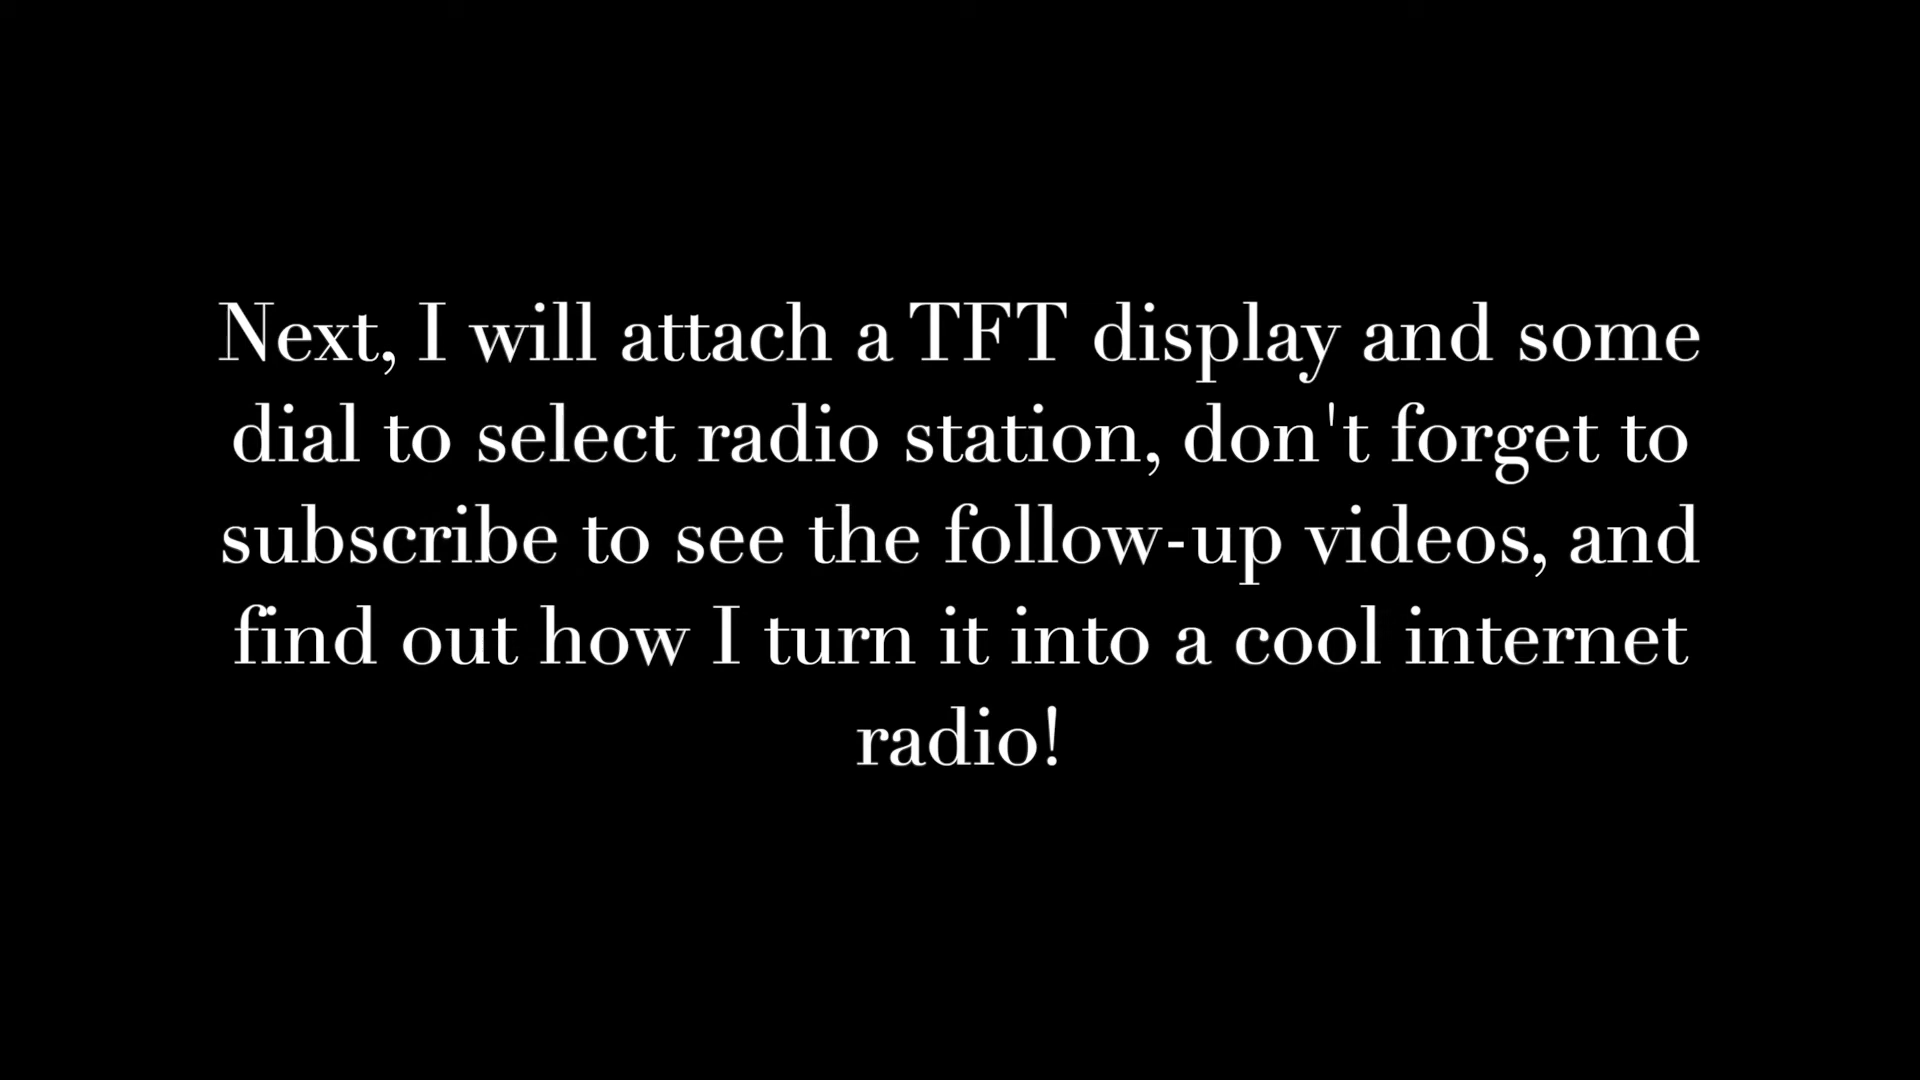 Next, I will attach a TFT display and some
dial to select radio station, don't forget to
subscribe to see the follow-up videos, and
find out how I turn it into a cool internet
radio!